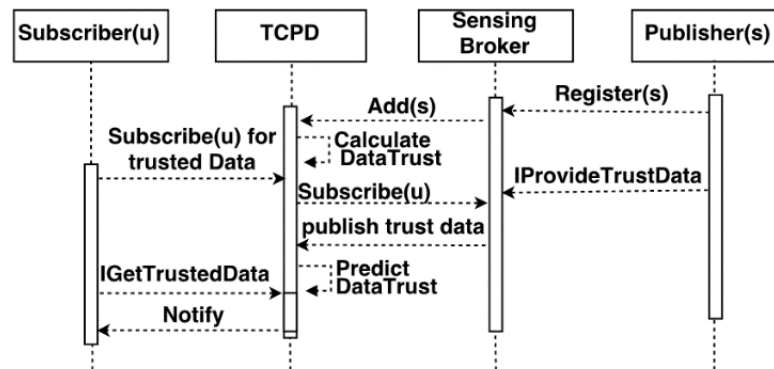 Subscriber(u)
TCPD
Sensing
Broker
Publisher(s)
Register(s)
Add(s)
Calculate
DataTrust
Subscribe(u) for
trusted Data
IProvideTrustData
Subscribe(u)
publish trust data
Predict
DataTrust
IGetTrustedData
Notify